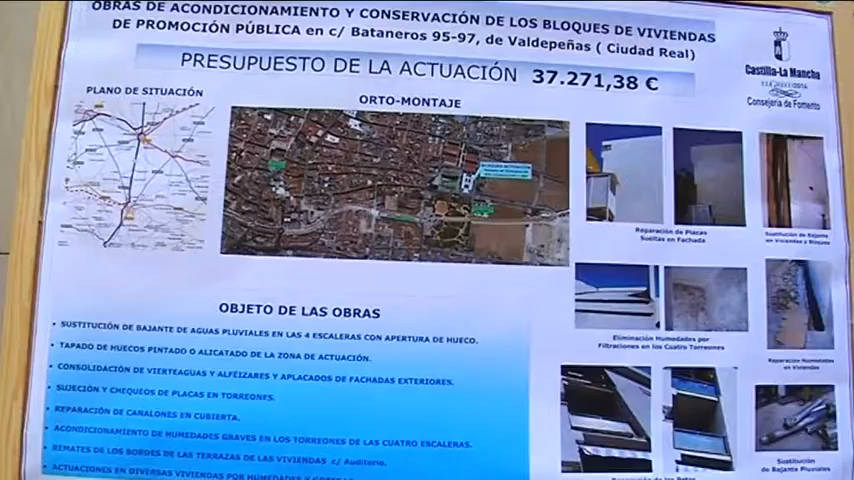 OBRAS DE ACONDICIONAMIENTO Y CONSERVACIÓN DE LOS BLOQUES DE VIVIENDAS
DE PROMOCIÓN PÚBLICA EN c/ BATANEROS 95-97, DE VALDEPEÑAS ( CIUDAD REAL)
PRESUPUESTO DE LA ACTUACIÓN 37.271,38 €
Castilla-La Mancha
Consejería de Fomento
PLANO DE SITUACIÓN
ORTO-MONTAJE
Reparación de Placas
Sueltas en Fachada
Sustitución de Bajante
en Viviendas y Bloques
Eliminación Humedades por
Filtraciones en los Cuatro Torreones
Reparación Humedades
en Viviendas
Sustitución
de Bajante Pluvial
OBJETO DE LAS OBRAS
• SUSTITUCIÓN DE BAJANTE DE AGUAS PLUVIALES EN LAS 4 ESCALERAS CON APERTURA DE HUECO.
• TAPADO DE HUECOS PINTADO O ALICATADO DE LA ZONA DE ACTUACIÓN.
• CONSOLIDACIÓN DE VIERTEAGUAS Y ALFÉIZARES Y APLACADOS DE FACHADAS EXTERIORES.
• SUJECIÓN Y CHEQUEOS DE PLACAS EN TORREONES.
• REPARACIÓN DE CANALONES EN CUBIERTA.
• ACONDICIONAMIENTO DE HUMEDADES GRAVES EN LOS TORREONES DE LAS CUATRO ESCALERAS.
• REMATES DE LOS BORDES DE LAS TERRAZAS DE LAS VIVIENDAS c/ Auditorio.
• ACTUACIONES EN DIVERSAS VIVIENDAS POR HUMEDADES